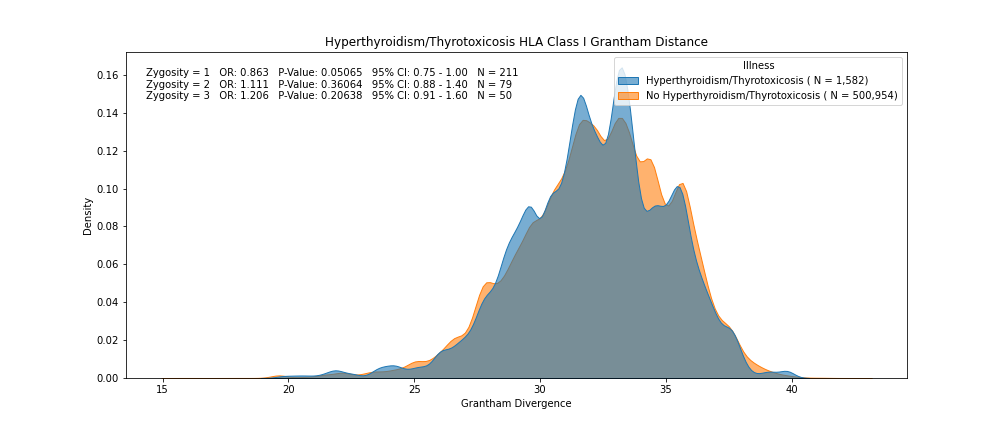 Hyperthyroidism/Thyrotoxicosis HLA Class I Grantham Distance
Zygosity = 1 OR: 0.863 P-Value: 0.05065 95% CI: 0.75 - 1.00 N = 211
Zygosity = 2 OR: 1.111 P-Value: 0.36064 95% CI: 0.88 - 1.40 N = 79
Zygosity = 3 OR: 1.206 P-Value: 0.20638 95% CI: 0.91 - 1.60 N = 50
Illness
Hyperthyroidism/Thyrotoxicosis ( N = 1,582)
No Hyperthyroidism/Thyrotoxicosis ( N = 500,954)
Density
0.16
0.14
0.12
0.10
0.08
0.06
0.04
0.02
0.00
15 20 25 30 35 40
Grantham Divergence